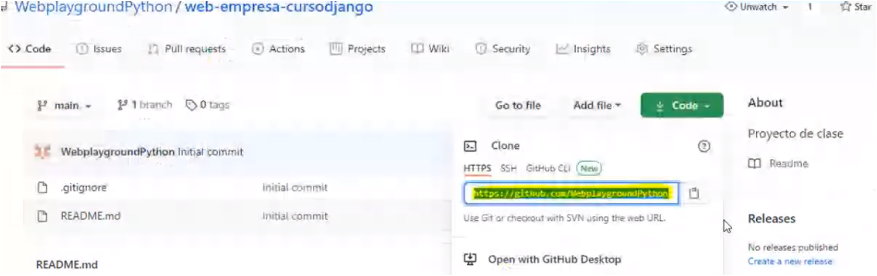 WebplaygroundPython / web-empresa-cursodjango
Unwatch 1 Star
<> Code Issues Pull requests Actions Projects Wiki Security Insights Settings
main 1 branch 0 tags Go to file Add file Code
WebplaygroundPython Initial commit
.gitignore Initial commit
README.md Initial commit
README.md
Clone
HTTPS SSH GitHub CLI New
https://github.com/WebplaygroundPython
Use Git or checkout with SVN using the web URL.
Open with GitHub Desktop
About
Proyecto de clase
Readme
Releases
No releases published
Create a new release